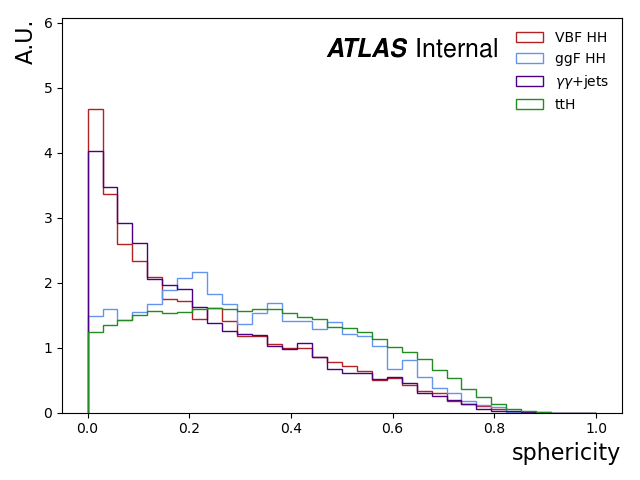 A.U.
6
5
4
3
2
1
0
ATLAS Internal
VBF HH
ggF HH
γγ+jets
ttH
0.0 0.2 0.4 0.6 0.8 1.0
sphericity